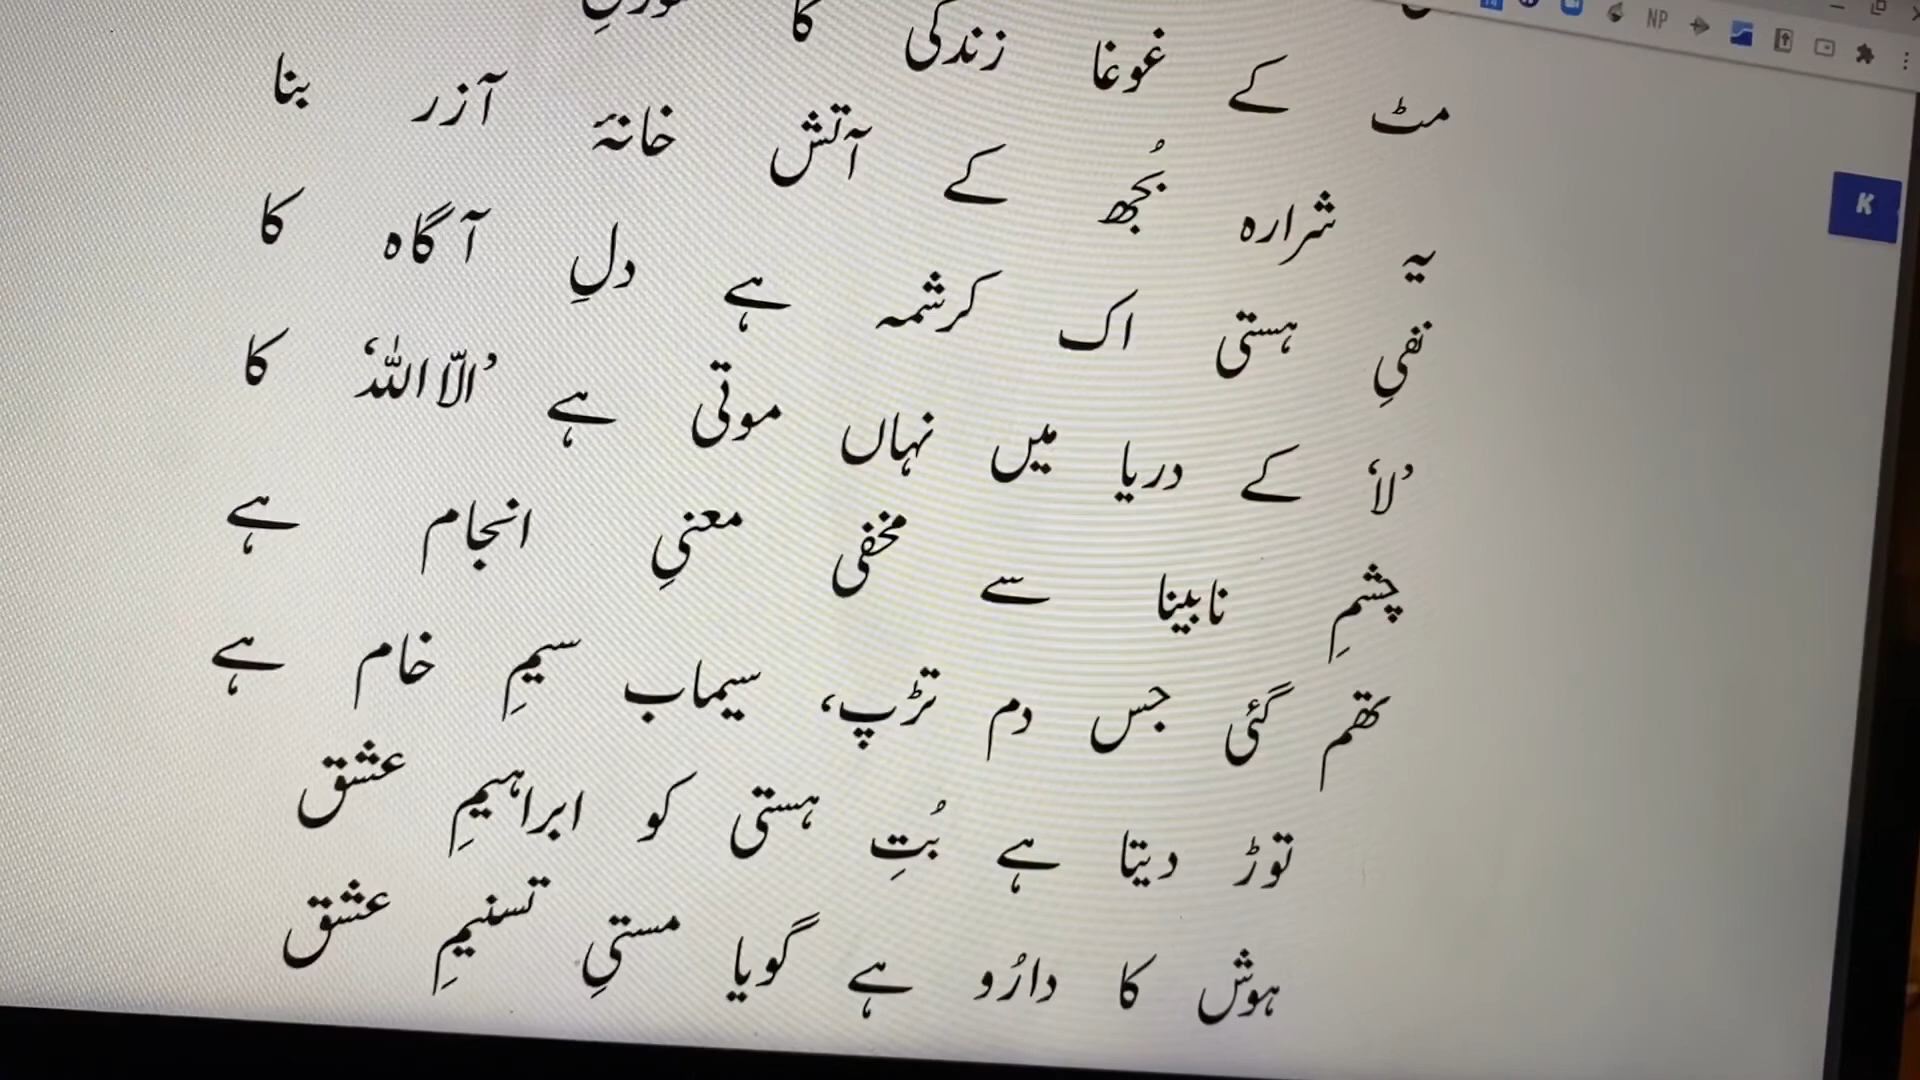 NP
K
مٹ کے غوغا زندگی کا
یہ شرارہ بُجھ کے آتش خانۂ آزر بنا
نفیِ ہستی اک کرشمہ ہے دلِ آگاہ کا
’لا‘ کے دریا میں نہاں موتی ہے ’الّا اللہ‘ کا
چشمِ نابینا سے مخفی معنیِ انجام ہے
تھم گئی جس دم تڑپ، سیماب سیمِ خام ہے
توڑ دیتا ہے بُتِ ہستی کو ابراہیمِ عشق
ہوش کا دارُو ہے گویا مستیِ تسنیمِ عشق